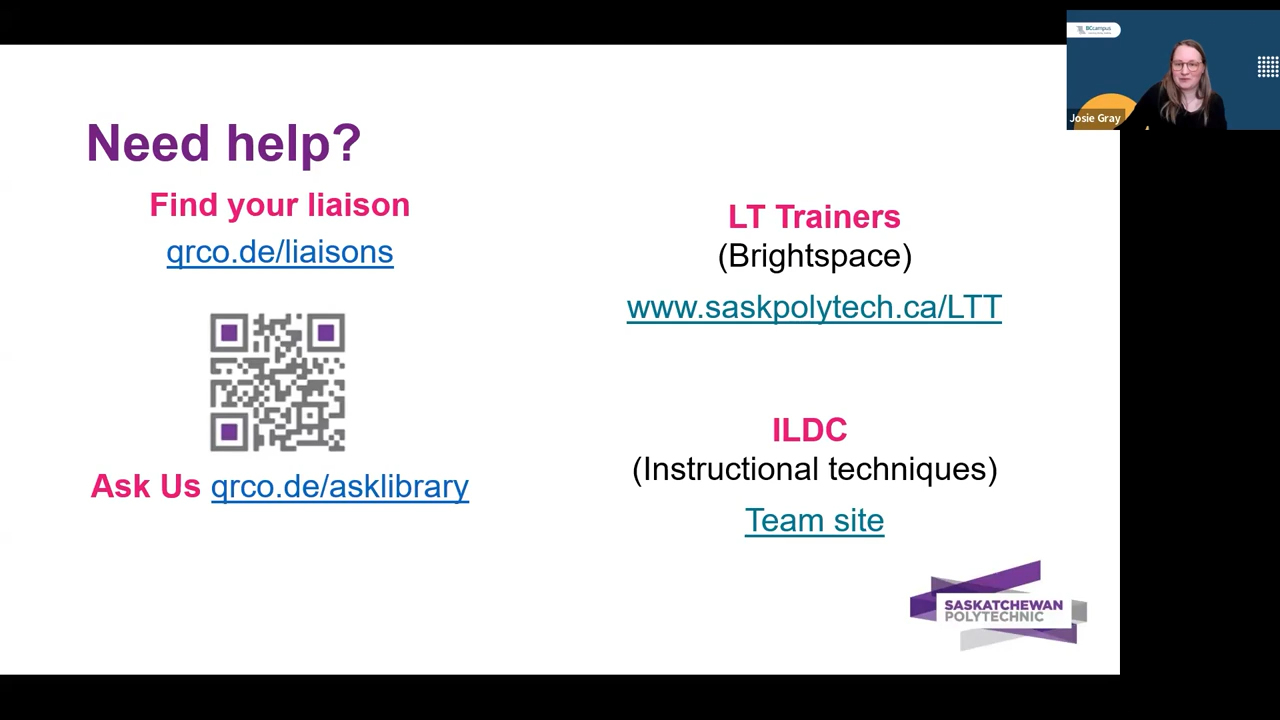 Need help?
Find your liaison
qrco.de/liaisons
Ask Us qrco.de/asklibrary
LT Trainers
(Brightspace)
www.saskpolytech.ca/LTT
ILDC
(Instructional techniques)
Team site
SASKATCHEWAN
POLYTECHNIC
BCcampus
Josie Gray